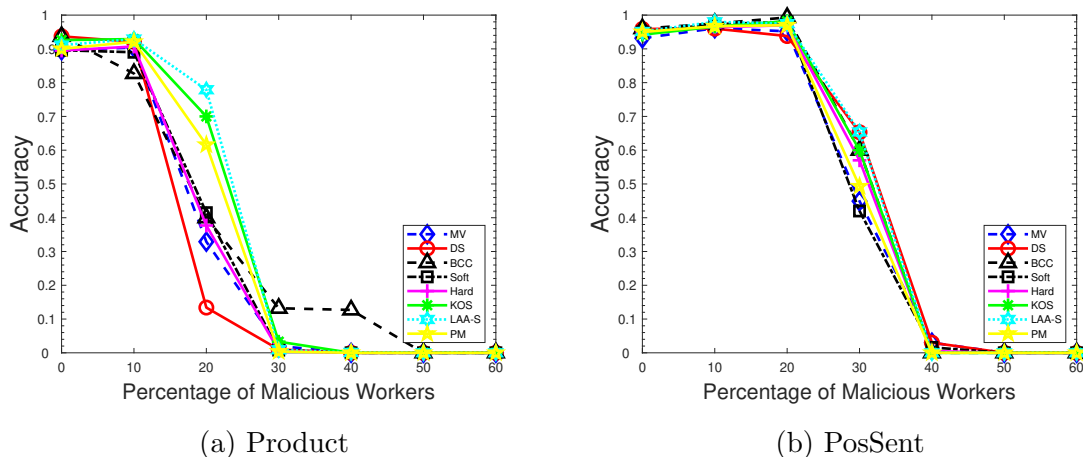 1
0.9
0.8
0.7
0.6
0.5
0.4
0.3
0.2
0.1
0
Accuracy
0 10 20 30 40 50 60
Percentage of Malicious Workers
MV
DS
BCC
Soft
Hard
KOS
LAA-S
PM
(a) Product
1
0.9
0.8
0.7
0.6
0.5
0.4
0.3
0.2
0.1
0
Accuracy
0 10 20 30 40 50 60
Percentage of Malicious Workers
MV
DS
BCC
Soft
Hard
KOS
LAA-S
PM
(b) PosSent